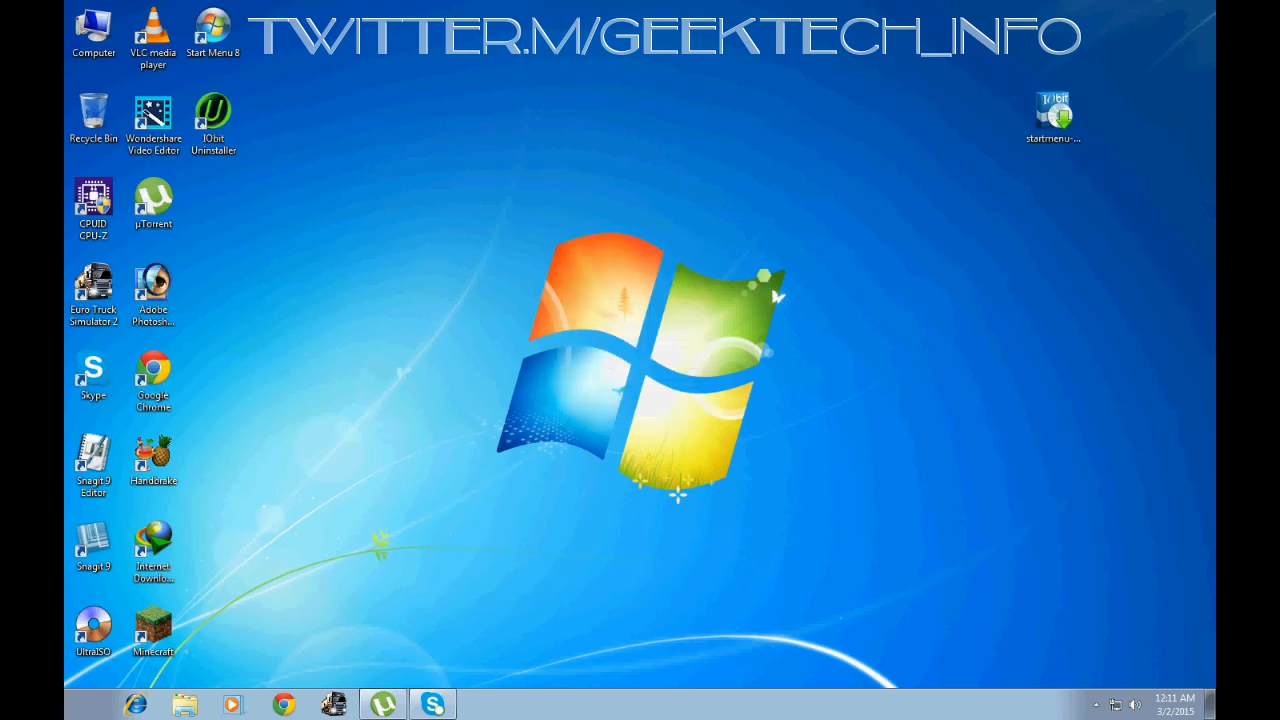 TWITTER.M/GEEKTECH_INFO
Computer
VLC media
player
Start Menu 8
Recycle Bin
Wondershare
Video Editor
IObit
Uninstaller
IObit
startmenu-...
CPUID
CPU-Z
µTorrent
Euro Truck
Simulator 2
Adobe
Photosh...
Skype
Google
Chrome
Snagit 9
Editor
Handbrake
Snagit 9
Internet
Downlo...
UltraISO
Minecraft
12:11 AM
3/2/2015